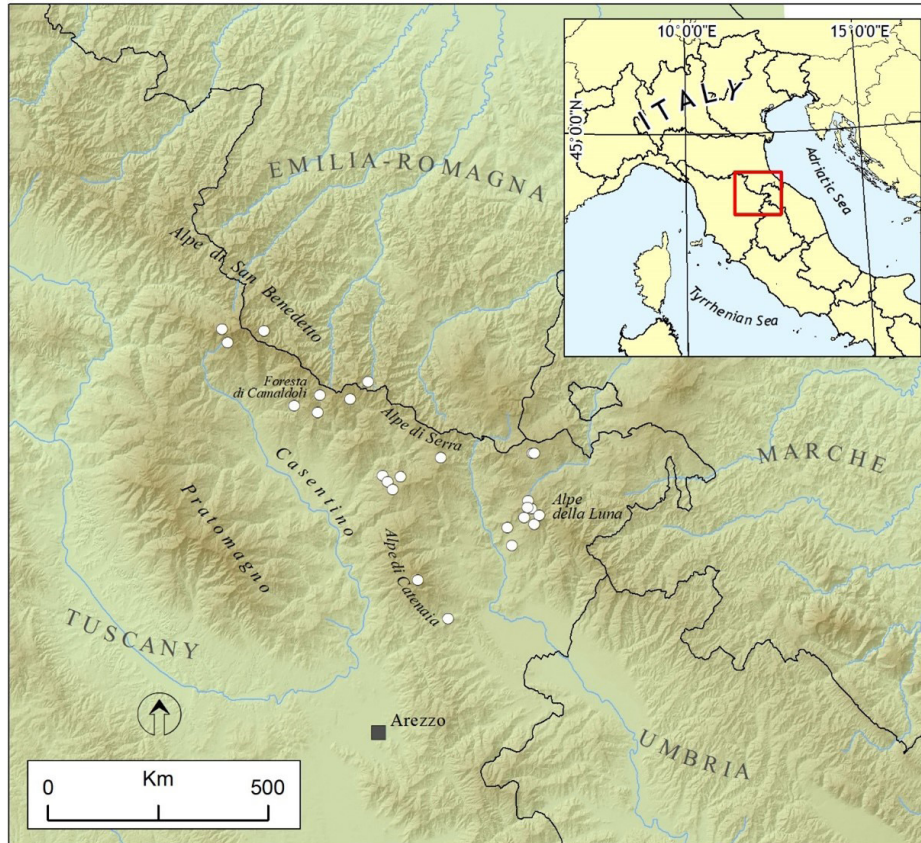 10°0'0"E
15°0'0"E
45°0'0"N
ITALY
Adriatic Sea
Tyrrhenian Sea
EMILIA-ROMAGNA
Alpe di San Benedetto
Foresta
di Camaldoli
Alpe di Serra
MARCHE
Casentino
Alpe
della Luna
Pratomagno
Alpe di Catenaia
TUSCANY
Arezzo
UMBRIA
Km
0
500